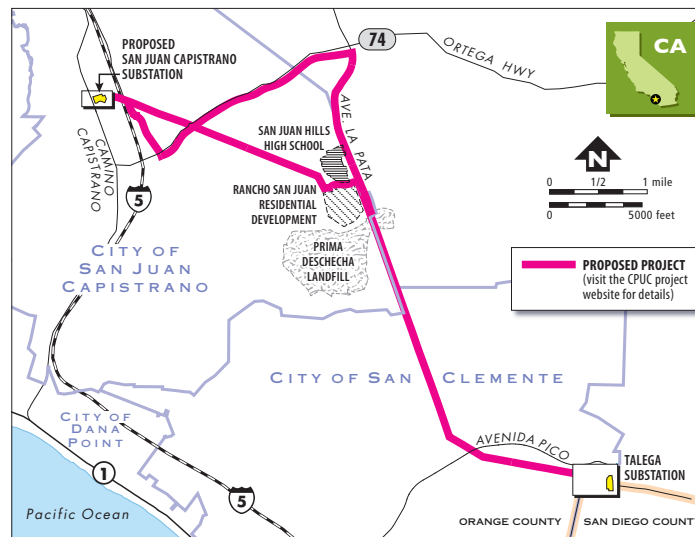 PROPOSED
SAN JUAN CAPISTRANO
SUBSTATION
74
ORTEGA HWY
CA
CAMINO
CAPISTRANO
AVE. LA PATA
SAN JUAN HILLS
HIGH SCHOOL
N
0 1/2 1 mile
0 5000 feet
5
RANCHO SAN JUAN
RESIDENTIAL
DEVELOPMENT
PRIMA
DESCHECHA
LANDFILL
CITY OF
SAN JUAN
CAPISTRANO
PROPOSED PROJECT
(visit the CPUC project
website for details)
CITY OF SAN CLEMENTE
CITY OF
DANA
POINT
AVENIDA PICO
TALEGA
SUBSTATION
1
5
Pacific Ocean
ORANGE COUNTY